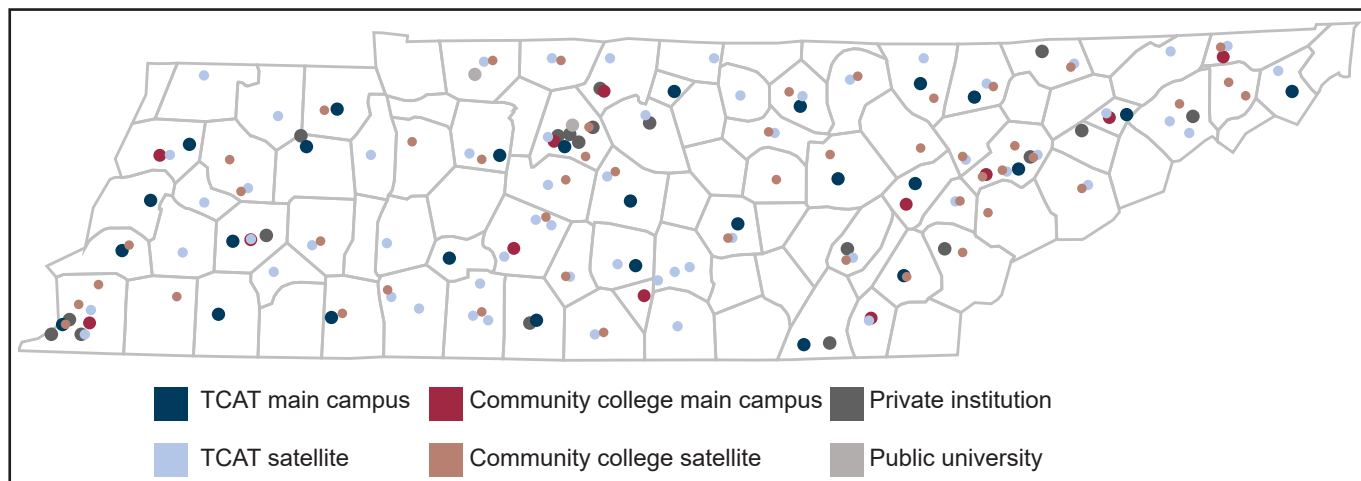 TCAT main campus Community college main campus Private institution
TCAT satellite Community college satellite Public university